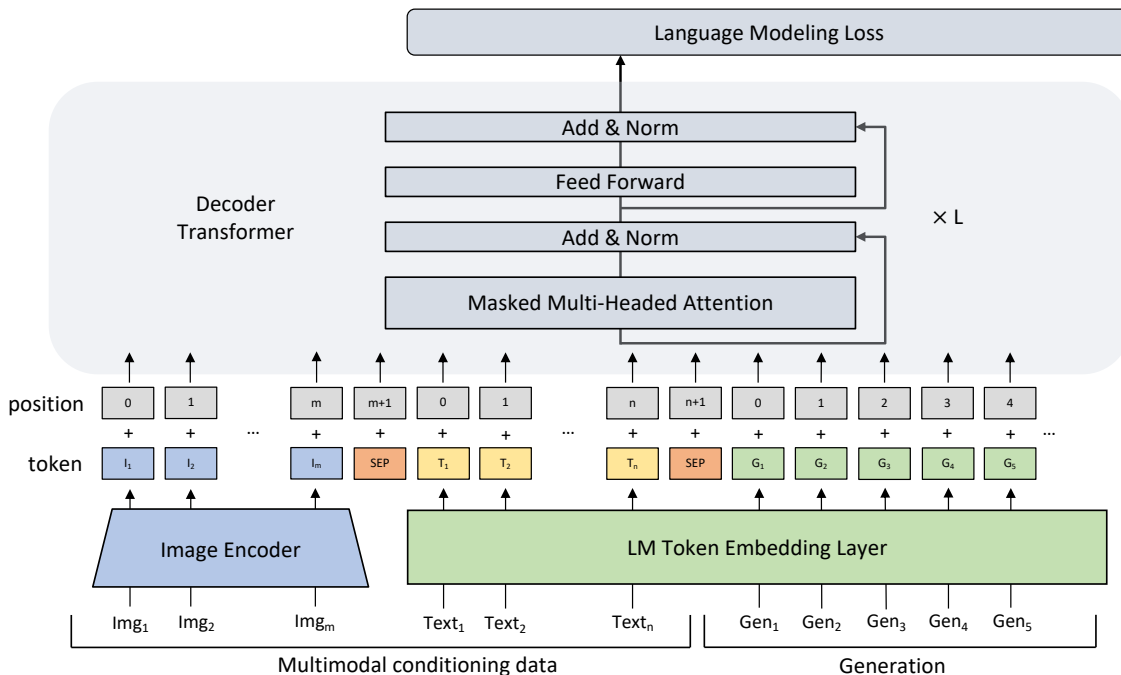 Language Modeling Loss
Add & Norm
Feed Forward
Decoder
Transformer
× L
Add & Norm
Masked Multi-Headed Attention
position 0 1 m m+1 0 1 n n+1 0 1 2 3 4
+ + ... + + + + ... + + + + + + + ...
token I₁ I₂ Iₘ SEP T₁ T₂ Tₙ SEP G₁ G₂ G₃ G₄ G₅
Image Encoder LM Token Embedding Layer
Img₁ Img₂ Imgₘ Text₁ Text₂ Textₙ Gen₁ Gen₂ Gen₃ Gen₄ Gen₅
Multimodal conditioning data Generation